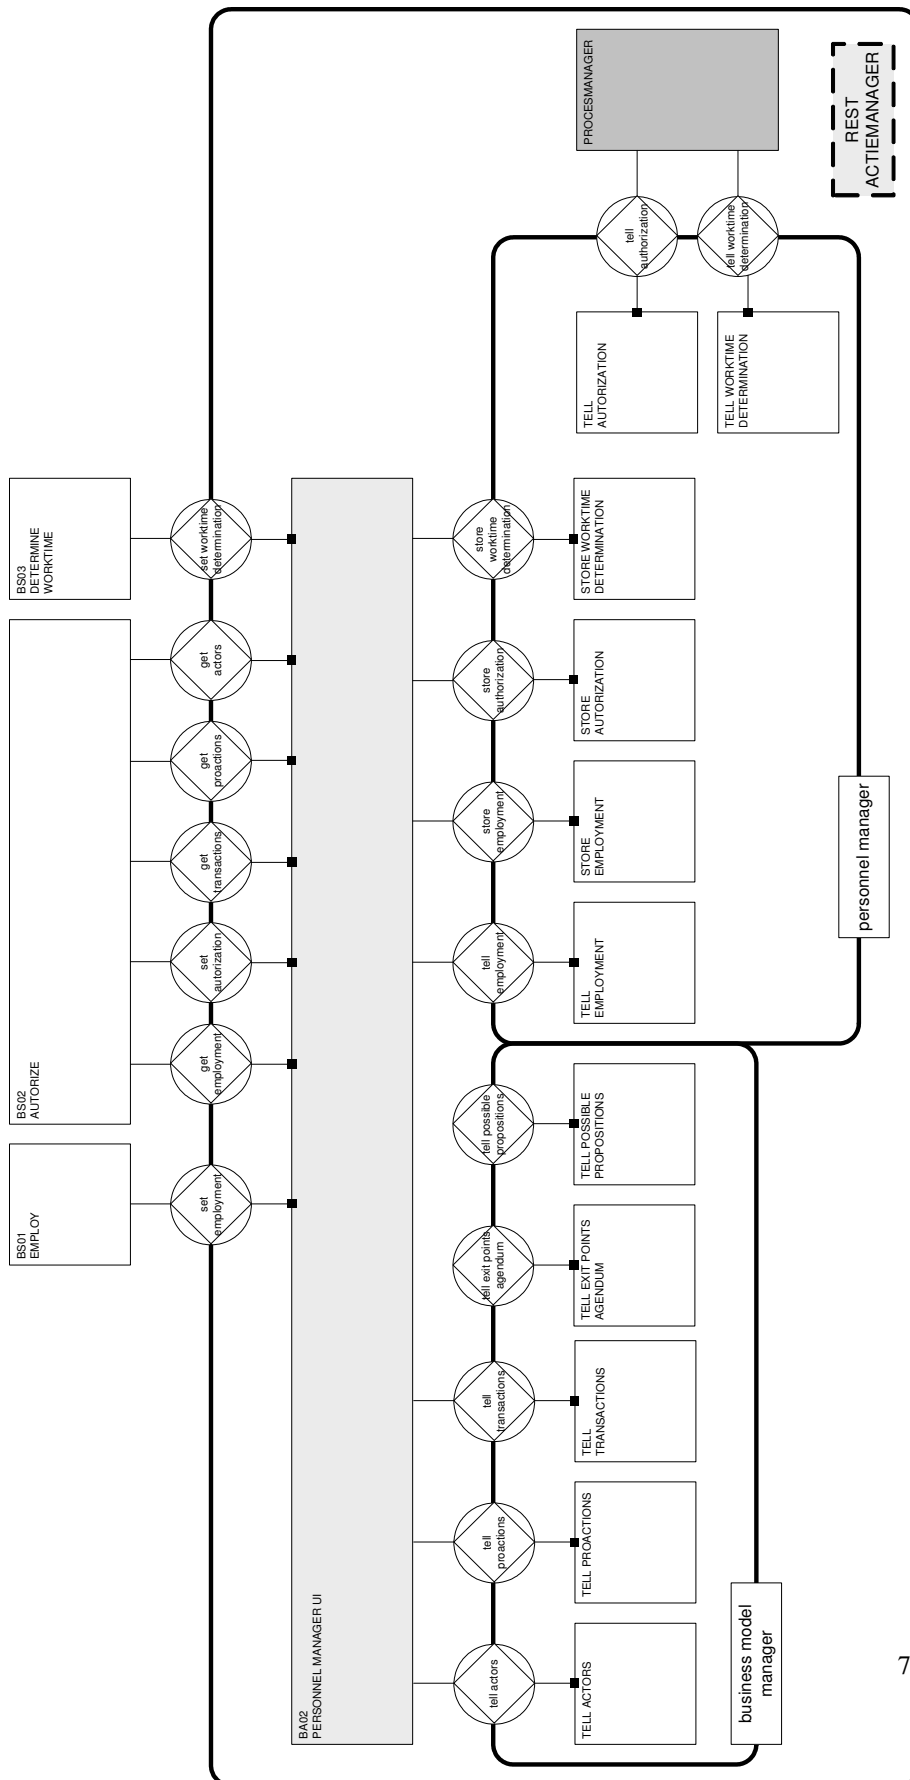 BS01
EMPLOY
BS02
AUTORIZE
BS03
DETERMINE
WORKTIME
set
employment
get
employment
set
autorization
get
transactions
get
proactions
get
actors
set worktime
determination
BA02
PERSONNEL MANAGER UI
PROCESMANAGER
REST
ACTIEMANAGER
tell actors
tell
proactions
tell
transactions
tell exit points
agendum
tell possible
propositions
tell
employment
store
employment
store
authorization
store
worktime
determination
tell
authorization
tell worktime
determination
TELL ACTORS
TELL PROACTIONS
TELL
TRANSACTIONS
TELL EXIT POINTS
AGENDUM
TELL POSSIBLE
PROPOSITIONS
TELL
EMPLOYMENT
STORE
EMPLOYMENT
STORE
AUTORIZATION
STORE WORKTIME
DETERMINATION
TELL
AUTORIZATION
TELL WORKTIME
DETERMINATION
business model
manager
personnel manager
7